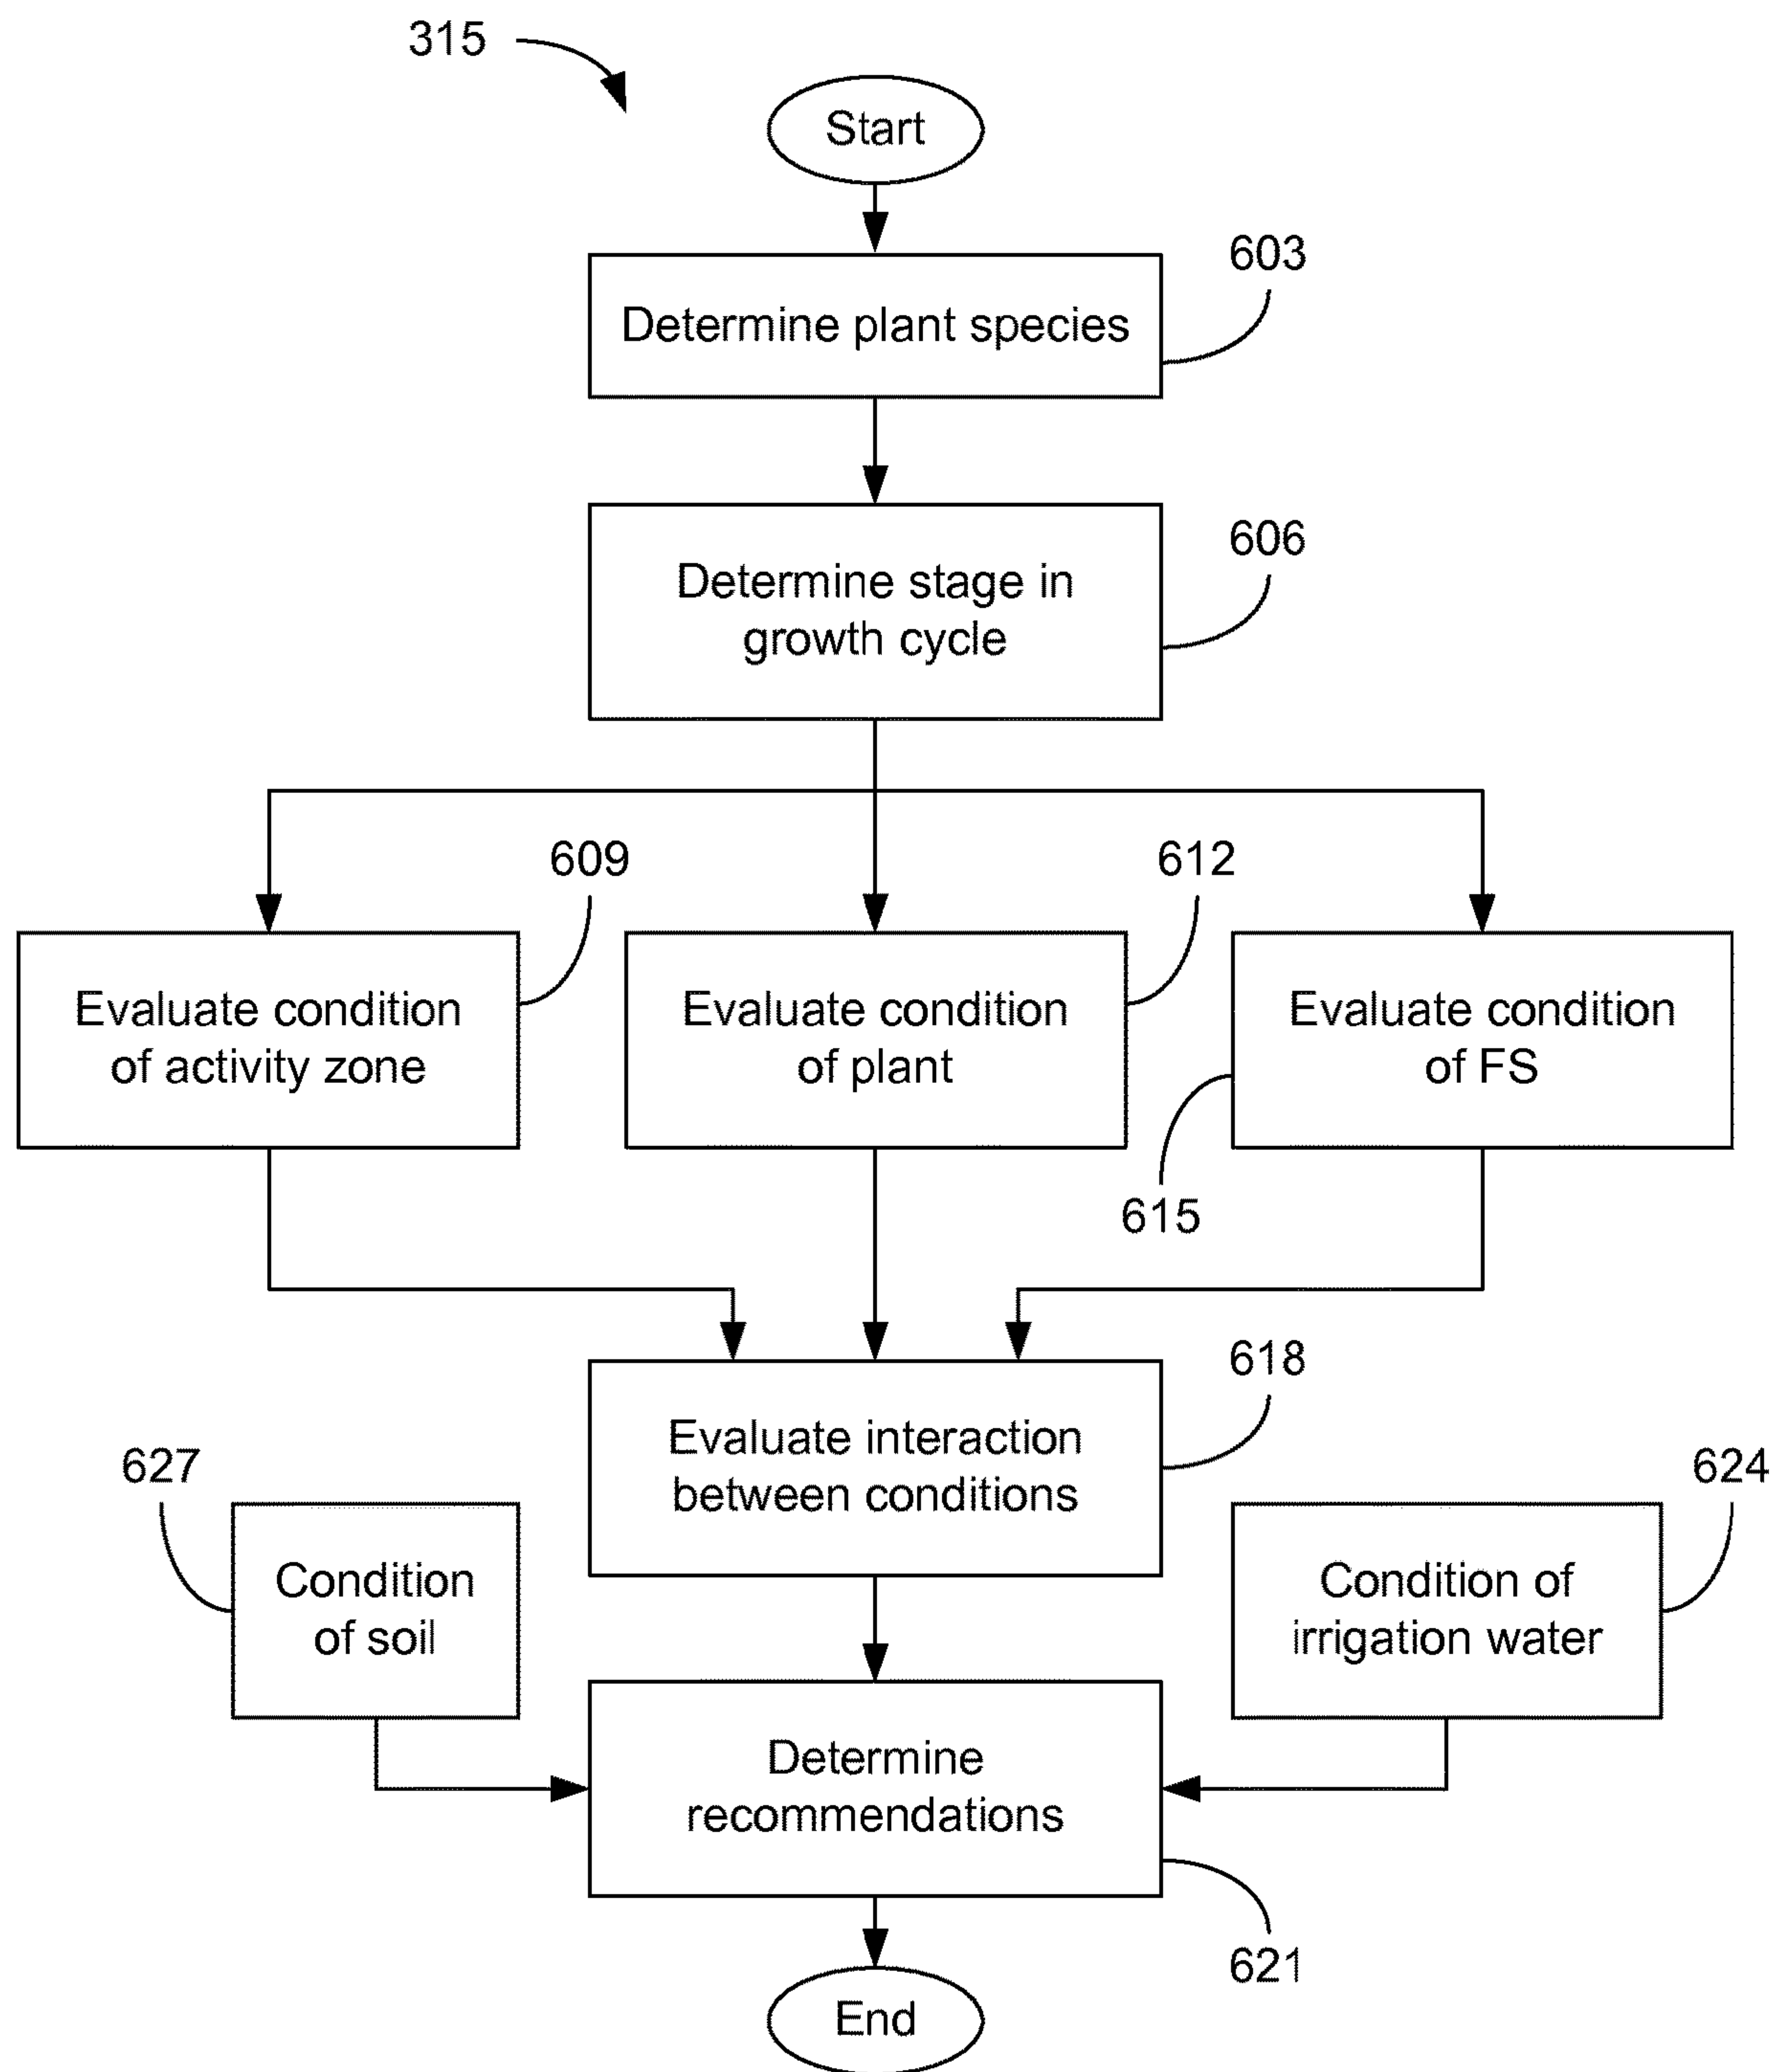 315
Start
603
Determine plant species
606
Determine stage in
growth cycle
609
612
Evaluate condition
of activity zone
Evaluate condition
of plant
Evaluate condition
of FS
615
618
Evaluate interaction
between conditions
627
624
Condition
of soil
Condition of
irrigation water
Determine
recommendations
621
End